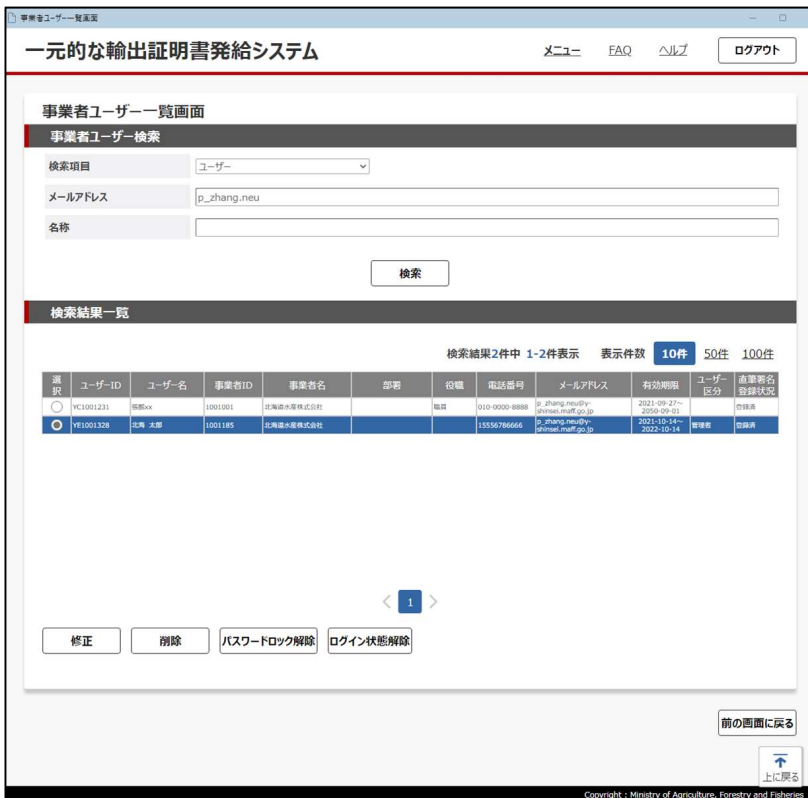 事業者ユーザー一覧画面
一元的な輸出証明書発給システム
メニュー FAQ ヘルプ ログアウト
事業者ユーザー一覧画面
事業者ユーザー検索
検索項目 ユーザー
メールアドレス p_zhang.neu
名称
検索
検索結果一覧
検索結果2件中 1-2件表示 表示件数 10件 50件 100件
選択 ユーザーID ユーザー名 事業者ID 事業者名 部署 役職 電話番号 メールアドレス 有効期限 ユーザー区分 直筆署名登録状況
YC1001231 xx 1001001 北海道水産株式会社 職員 010-0000-8888 p_zhang.neu@y-shinsei.maff.go.jp 2021-09-27～2050-09-01 登録済
YE1001328 北海 太郎 1001185 北海道水産株式会社 15556786666 p_zhang.neu@y-shinsei.maff.go.jp 2021-10-14～2022-10-14 管理者 登録済
< 1 >
修正 削除 パスワードロック解除 ログイン状態解除
前の画面に戻る
上に戻る
Copyright : Ministry of Agriculture, Forestry and Fisheries